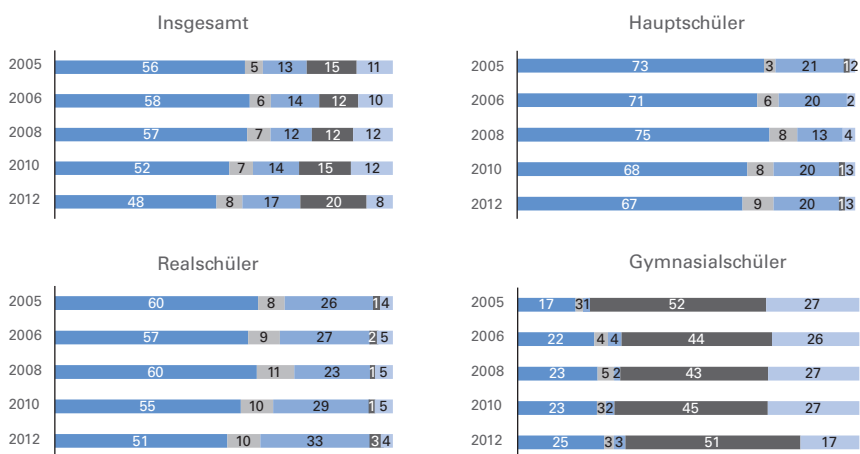 Insgesamt
2005 56 5 13 15 11
2006 58 6 14 12 10
2008 57 7 12 12 12
2010 52 7 14 15 12
2012 48 8 17 20 8
Hauptschüler
2005 73 3 21 1 2
2006 71 6 20 2
2008 75 8 13 4
2010 68 8 20 1 3
2012 67 9 20 1 3
Realschüler
2005 60 8 26 1 4
2006 57 9 27 2 5
2008 60 11 23 1 5
2010 55 10 29 1 5
2012 51 10 33 3 4
Gymnasialschüler
2005 17 3 1 52 27
2006 22 4 4 44 26
2008 23 5 2 43 27
2010 23 3 2 45 27
2012 25 3 3 51 17